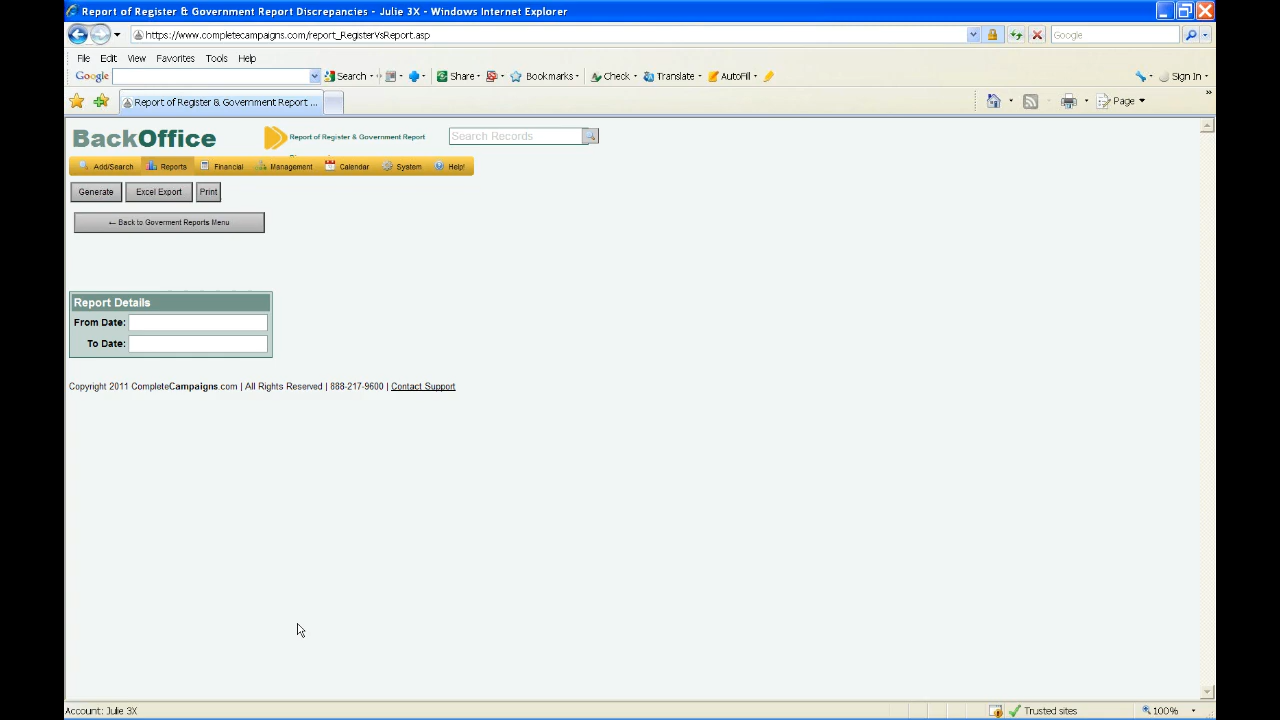 Report of Register & Government Report Discrepancies - Julie 3X - Windows Internet Explorer
https://www.completecampaigns.com/report_RegisterVsReport.asp
Google
File Edit View Favorites Tools Help
Google Search Share Bookmarks Check Translate AutoFill Sign In
Report of Register & Government Report ... Page
BackOffice Report of Register & Government Report Search Records
Add/Search Reports Financial Management Calendar System Help!
Generate Excel Export Print
← Back to Goverment Reports Menu
Report Details
From Date:
To Date:
Copyright 2011 CompleteCampaigns.com | All Rights Reserved | 888-217-9600 | Contact Support
Account: Julie 3X Trusted sites 100%